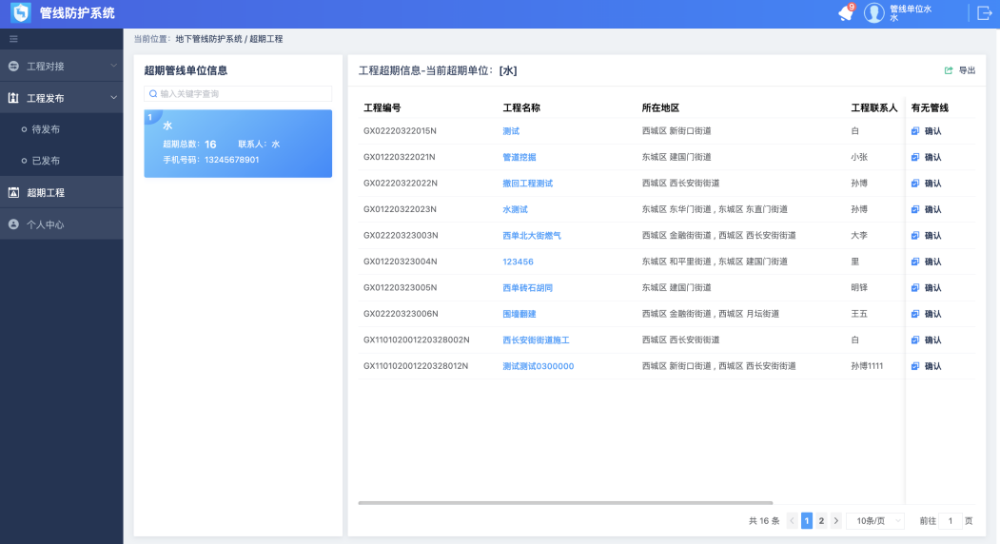 管线防护系统
9
管线单位水
水
工程对接
工程发布
待发布
已发布
超期工程
个人中心
当前位置: 地下管线防护系统 / 超期工程
超期管线单位信息
输入关键字查询
1
水
超期总数: 16 联系人: 水
手机号码: 13245678901
工程超期信息-当前超期单位: [水]
导出
工程编号 工程名称 所在地区 工程联系人 有无管线
GX02220322015N 测试 西城区 新街口街道 白 确认
GX01220322021N 管道挖掘 东城区 建国门街道 小张 确认
GX02220322022N 撤回工程测试 西城区 西长安街街道 孙博 确认
GX01220322023N 水测试 东城区 东华门街道 , 东城区 东直门街道 孙博 确认
GX02220323003N 西单北大街燃气 西城区 金融街街道 , 西城区 西长安街街道 大李 确认
GX01220323004N 123456 东城区 和平里街道 , 东城区 建国门街道 里 确认
GX01220323005N 西单砖石胡同 东城区 建国门街道 明铎 确认
GX02220323006N 围墙翻建 西城区 金融街街道 , 西城区 月坛街道 王五 确认
GX110102001220328002N 西长安街街道施工 西城区 西长安街街道 白 确认
GX110102001220328012N 测试测试0300000 西城区 新街口街道 , 西城区 西长安街街道 孙博1111 确认
共 16 条 1 2 10条/页 前往 1 页